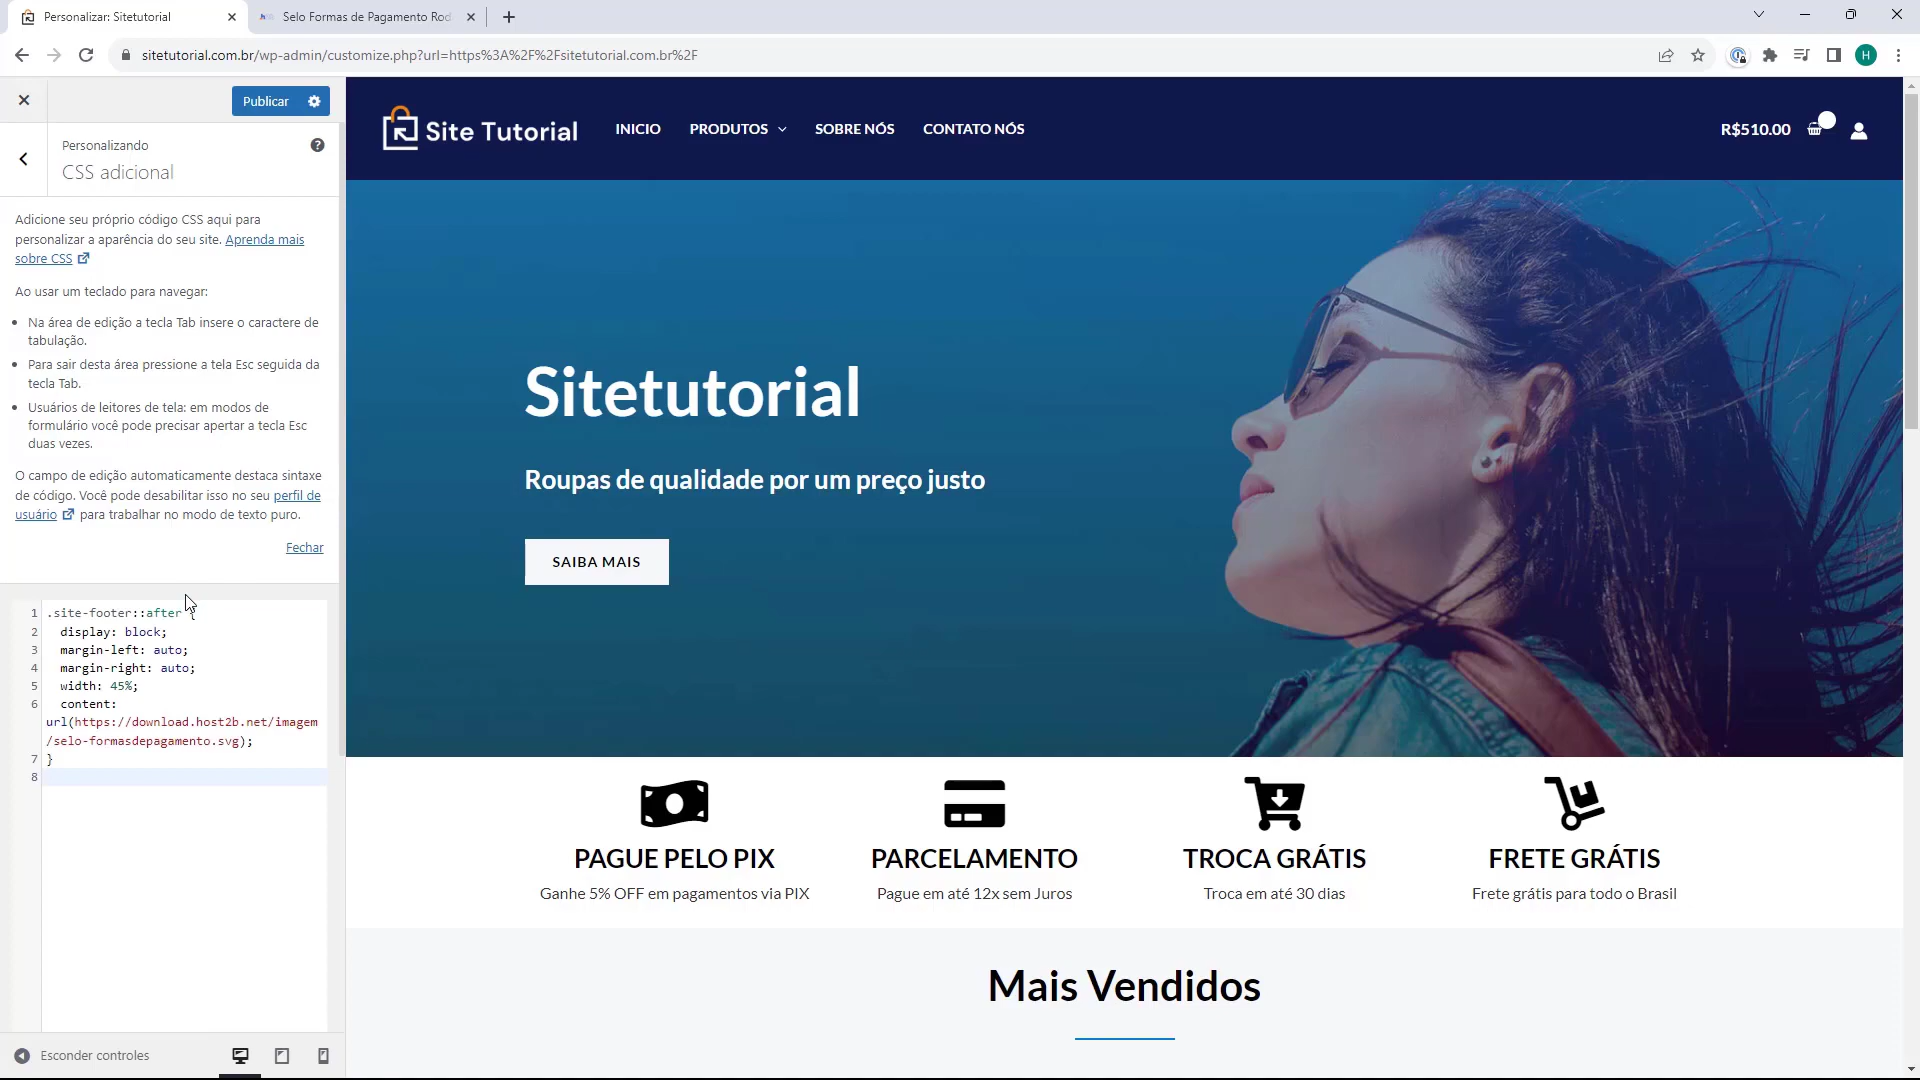 Personalizar: Sitetutorial
Selo Formas de Pagamento Rod
sitetutorial.com.br/wp-admin/customize.php?url=https%3A%2F%2Fsitetutorial.com.br%2F
H
Publicar
Personalizando
CSS adicional
Adicione seu próprio código CSS aqui para
personalizar a aparência do seu site. Aprenda mais
sobre CSS
Ao usar um teclado para navegar:
Na área de edição a tecla Tab insere o caractere de
tabulação.
Para sair desta área pressione a tela Esc seguida da
tecla Tab.
Usuários de leitores de tela: em modos de
formulário você pode precisar apertar a tecla Esc
duas vezes.
O campo de edição automaticamente destaca sintaxe
de código. Você pode desabilitar isso no seu perfil de
usuário para trabalhar no modo de texto puro.
Fechar
1 .site-footer::after {
2 display: block;
3 margin-left: auto;
4 margin-right: auto;
5 width: 45%;
6 content:
url(https://download.host2b.net/imagem
/selo-formasdepagamento.svg);
7 }
8
Esconder controles
Site Tutorial
INICIO PRODUTOS SOBRE NÓS CONTATO NÓS
R$510.00
Sitetutorial
Roupas de qualidade por um preço justo
SAIBA MAIS
PAGUE PELO PIX
Ganhe 5% OFF em pagamentos via PIX
PARCELAMENTO
Pague em até 12x sem Juros
TROCA GRÁTIS
Troca em até 30 dias
FRETE GRÁTIS
Frete grátis para todo o Brasil
Mais Vendidos